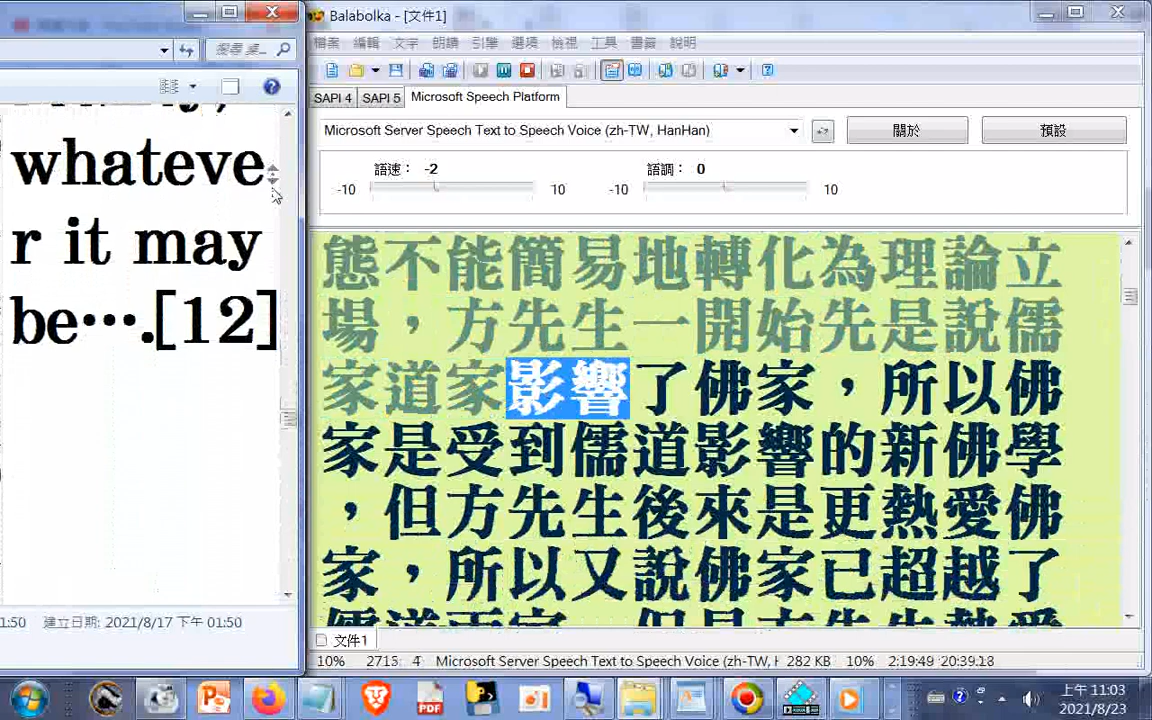 Balabolka - [文件1]
搜尋 桌...
檔案 編輯 文字 朗讀 引擎 選項 檢視 工具 書籤 說明
SAPI 4 SAPI 5 Microsoft Speech Platform
Microsoft Server Speech Text to Speech Voice (zh-TW, HanHan) 關於 預設
語速： -2 語調： 0
-10 10 -10 10
whateve
r it may
be….[12]
態不能簡易地轉化為理論立
場，方先生一開始先是說儒
家道家影響了佛家，所以佛
家是受到儒道影響的新佛學
，但方先生後來是更熱愛佛
家，所以又說佛家已超越了
1:50 建立日期: 2021/8/17 下午 01:50
文件1
10% 2715: 4 Microsoft Server Speech Text to Speech Voice (zh-TW, H 282 KB 10% 2:19:49 20:39:18
上午 11:03
2021/8/23